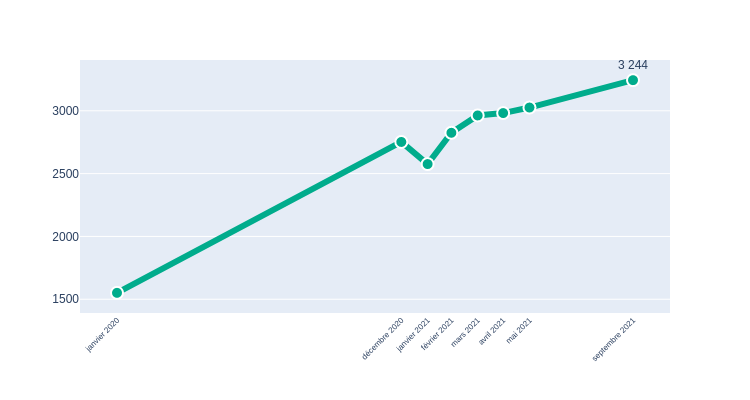 3 244
3000
2500
2000
1500
janvier 2020
décembre 2020
janvier 2021
février 2021
mars 2021
avril 2021
mai 2021
septembre 2021